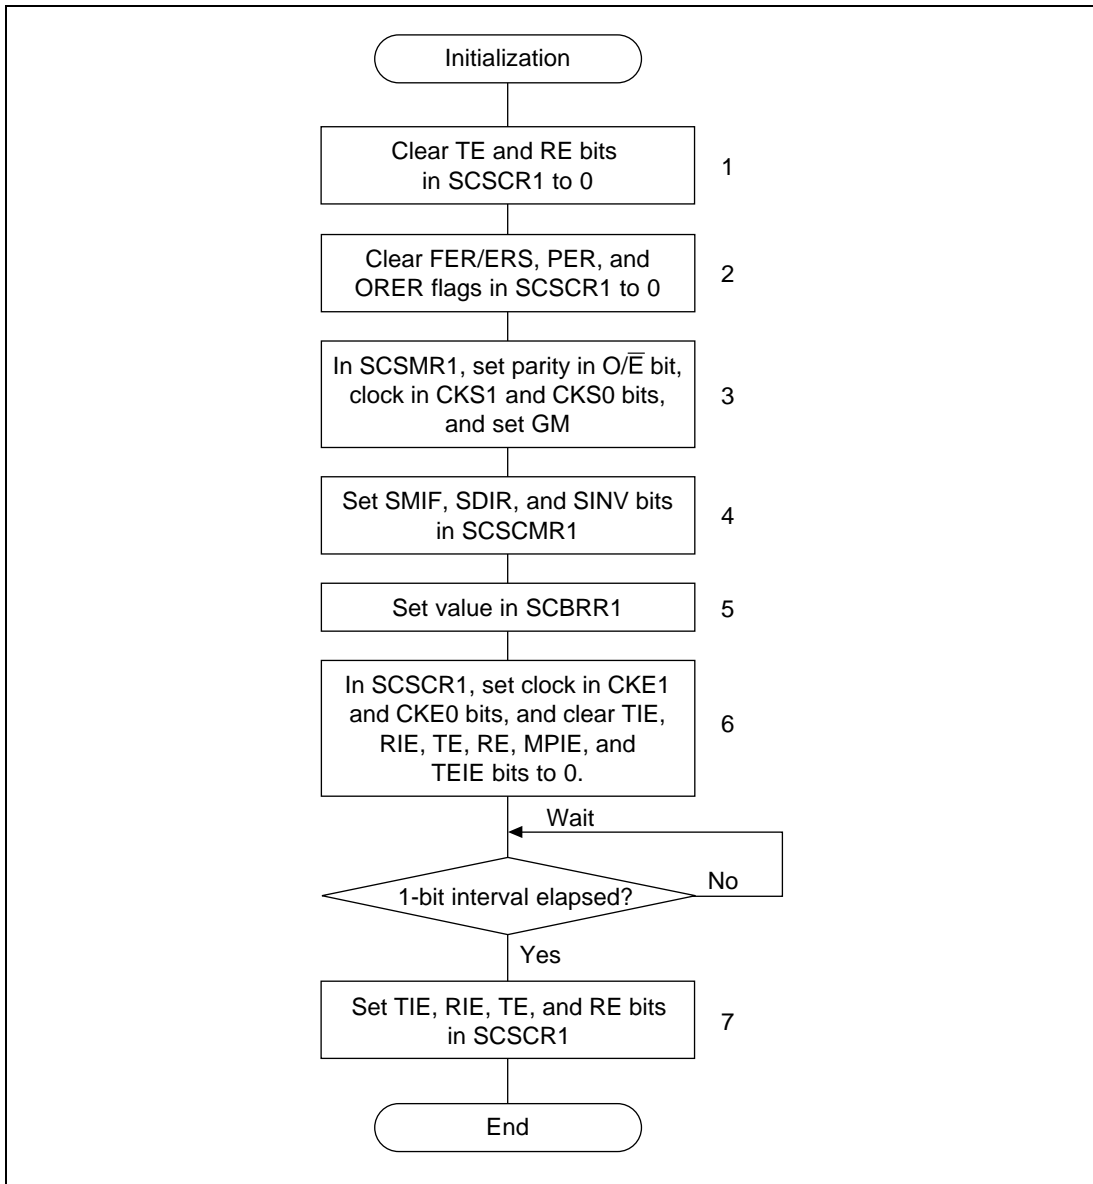 Initialization
Clear TE and RE bits
in SCSCR1 to 0
1
Clear FER/ERS, PER, and
ORER flags in SCSCR1 to 0
2
In SCSMR1, set parity in O/E̅ bit,
clock in CKS1 and CKS0 bits,
and set GM
3
Set SMIF, SDIR, and SINV bits
in SCSCMR1
4
Set value in SCBRR1
5
In SCSCR1, set clock in CKE1
and CKE0 bits, and clear TIE,
RIE, TE, RE, MPIE, and
TEIE bits to 0.
6
Wait
1-bit interval elapsed?
No
Yes
Set TIE, RIE, TE, and RE bits
in SCSCR1
7
End